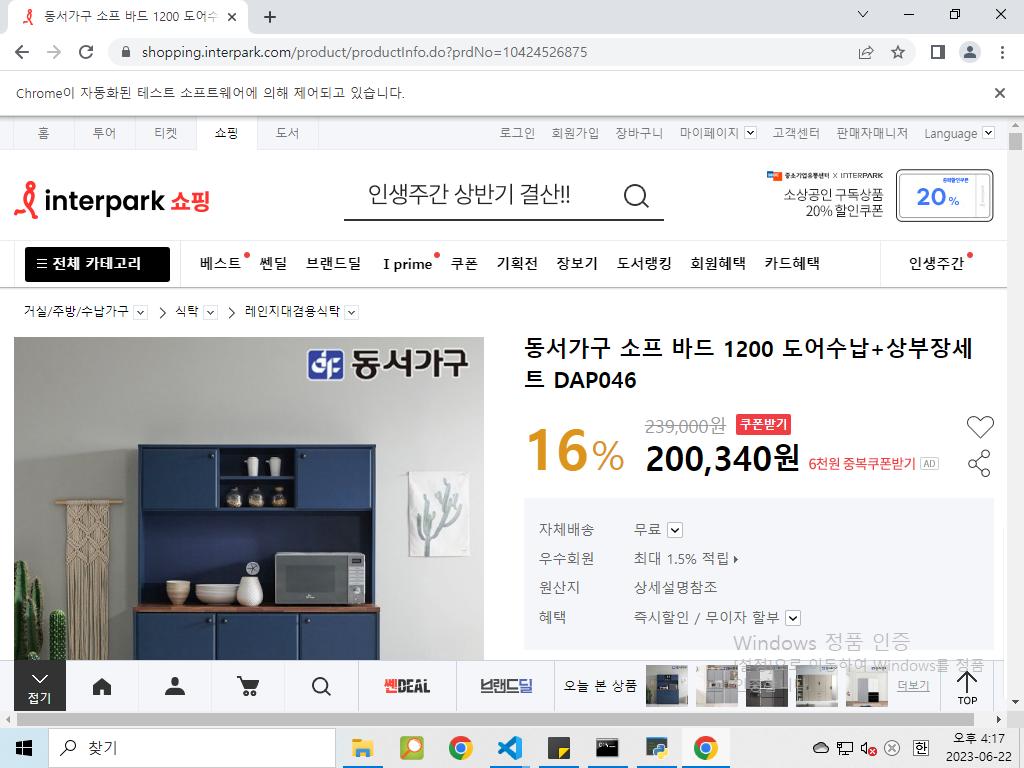 동서가구 소프 바드 1200 도어수
shopping.interpark.com/product/productInfo.do?prdNo=10424526875
Chrome이 자동화된 테스트 소프트웨어에 의해 제어되고 있습니다.
홈 투어 티켓 쇼핑 도서 로그인 회원가입 장바구니 마이페이지 고객센터 판매자매니저 Language
interpark 쇼핑
인생주간 상반기 결산!!
중소기업유통센터 X INTERPARK
소상공인 구독상품
20% 할인쿠폰
중복할인쿠폰
20%
전체 카테고리 베스트 쎈딜 브랜드딜 I prime 쿠폰 기획전 장보기 도서랭킹 회원혜택 카드혜택 인생주간
거실/주방/수납가구 식탁 레인지대겸용식탁
동서가구
동서가구 소프 바드 1200 도어수납+상부장세
트 DAP046
16%
239,000원 쿠폰받기
200,340원 6천원 중복쿠폰받기 AD
자체배송 무료
우수회원 최대 1.5% 적립
원산지 상세설명참조
혜택 즉시할인 / 무이자 할부
Windows 정품 인증
[설정]으로 이동하여 Windows를 정품
접기
쎈DEAL
브랜드딜
오늘 본 상품
더보기
TOP
찾기
한
오후 4:17
2023-06-22